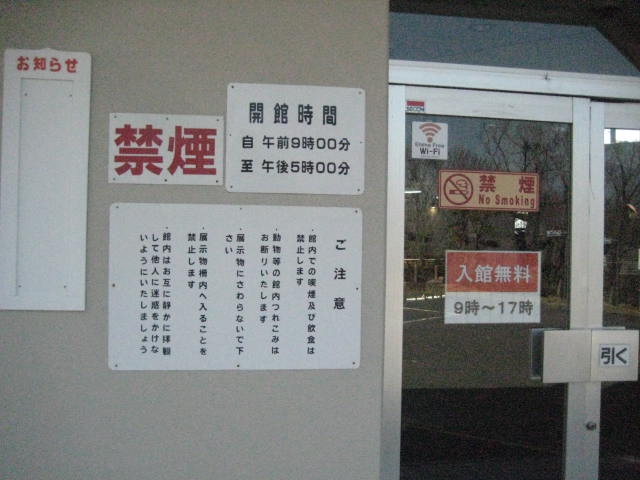 お知らせ
禁煙
開館時間
自 午前9時00分
至 午後5時00分
ご注意
・館内での喫煙及び飲食は
禁止します
・動物等の館内つれこみは
お断りいたします
・展示物にさわらないで下
さい
・展示物柵内へ入ることを
禁止します
・館内はお互に静かに拝観
して他人に迷惑をかけな
いようにいたしましょう
SECOM
Wi-Fi
禁煙
No Smoking
入館無料
9時～17時
引く